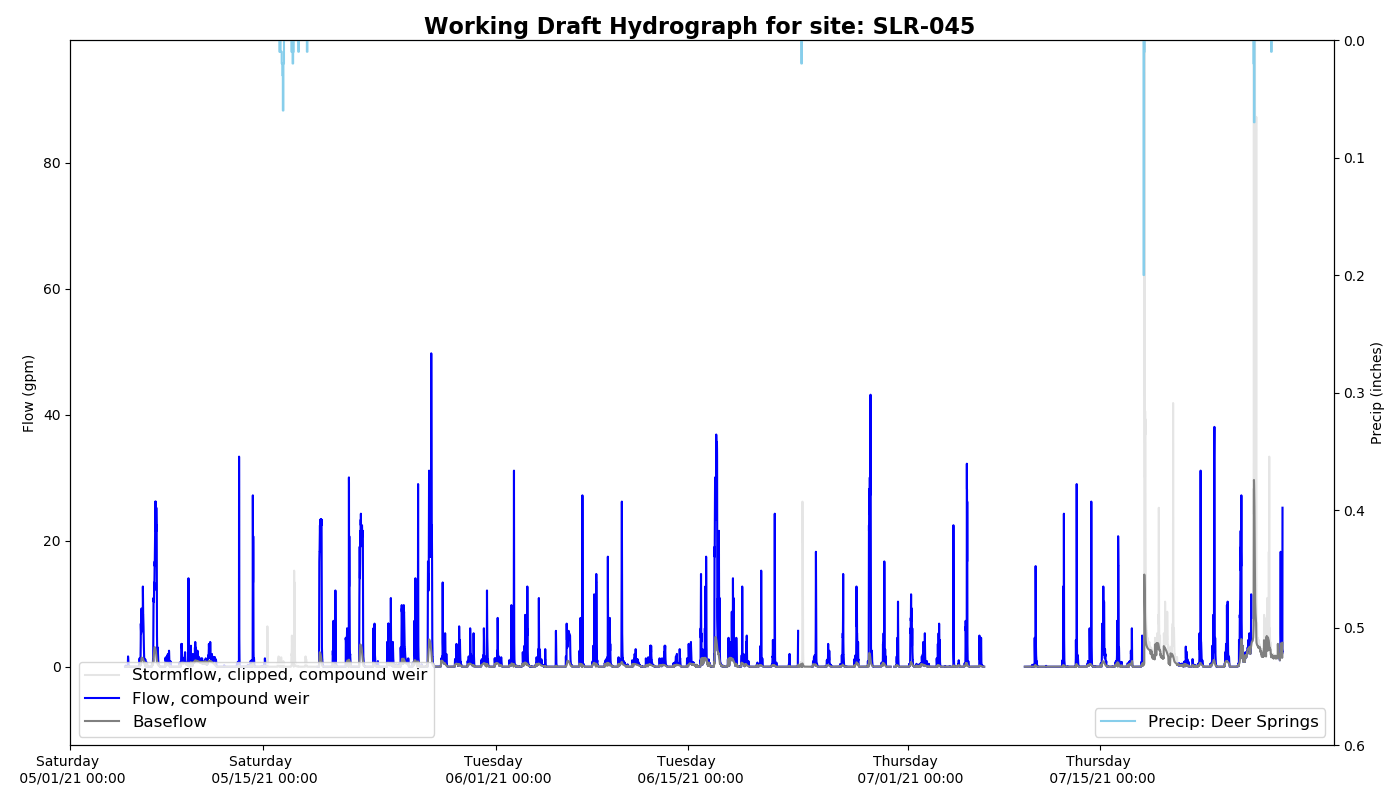 Working Draft Hydrograph for site: SLR-045
0.0
80
0.1
60
0.2
Flow (gpm)
Precip (inches)
0.3
40
0.4
20
0.5
0
Stormflow, clipped, compound weir
Flow, compound weir
Baseflow
Precip: Deer Springs
0.6
Saturday
05/01/21 00:00
Saturday
05/15/21 00:00
Tuesday
06/01/21 00:00
Tuesday
06/15/21 00:00
Thursday
07/01/21 00:00
Thursday
07/15/21 00:00